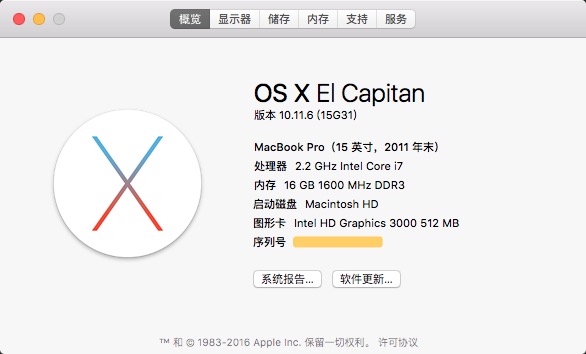 概览 显示器 储存 内存 支持 服务
OS X El Capitan
版本 10.11.6 (15G31)
MacBook Pro（15 英寸，2011 年末）
处理器 2.2 GHz Intel Core i7
内存 16 GB 1600 MHz DDR3
启动磁盘 Macintosh HD
图形卡 Intel HD Graphics 3000 512 MB
序列号
系统报告... 软件更新...
™ 和 © 1983-2016 Apple Inc. 保留一切权利。 许可协议